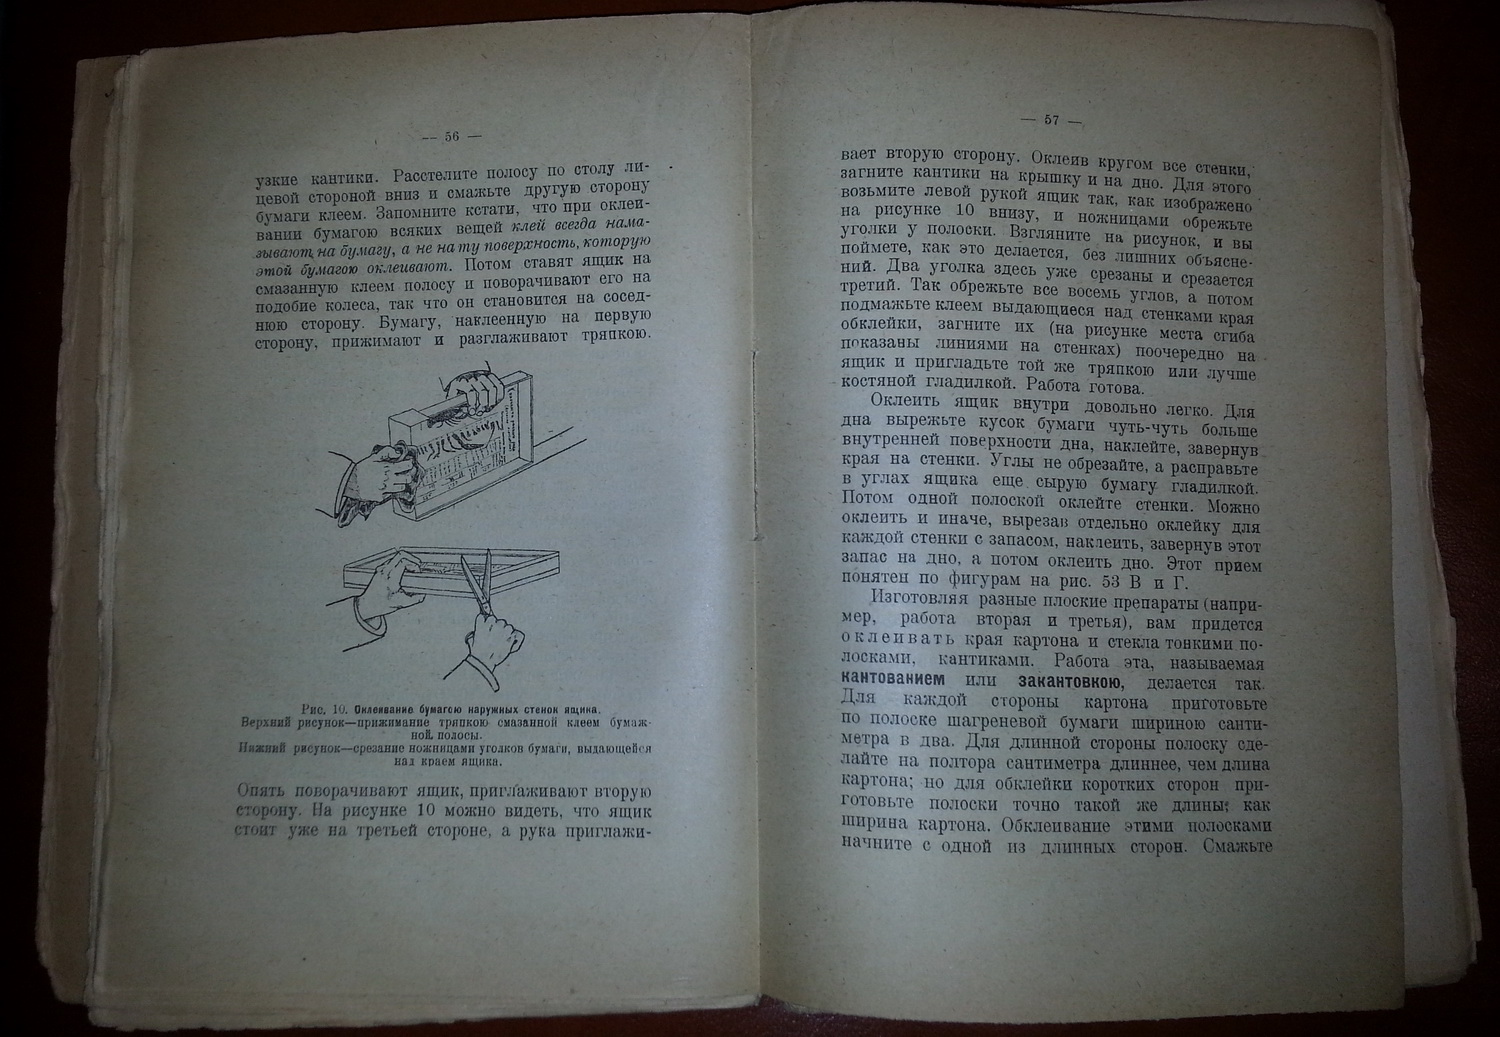 — 56 —
узкие кантики. Расстелите полосу по столу ли-
цевой стороной вниз и смажьте другую сторону
бумаги клеем. Запомните кстати, что при оклеи-
вании бумагою всяких вещей клей всегда нама-
зывают на бумагу, а не на ту поверхность, которую
этой бумагою оклеивают. Потом ставят ящик на
смазанную клеем полосу и поворачивают его на
подобие колеса, так что он становится на сосед-
нюю сторону. Бумагу, наклеенную на первую
сторону, прижимают и разглаживают тряпкою.
Рис. 10. Оклеивание бумагою наружных стенок ящика.
Верхний рисунок—прижимание тряпкою смазанной клеем бумаж-
ной полосы.
Нижний рисунок—срезание ножницами уголков бумаги, выдающейся
над краем ящика.
Опять поворачивают ящик, приглаживают вторую
сторону. На рисунке 10 можно видеть, что ящик
стоит уже на третьей стороне, а рука приглажи-
— 57 —
вает вторую сторону. Оклеив кругом все стенки,
загните кантики на крышку и на дно. Для этого
возьмите левой рукой ящик так, как изображено
на рисунке 10 внизу, и ножницами обрежьте
уголки у полоски. Взгляните на рисунок, и вы
поймете, как это делается, без лишних объясне-
ний. Два уголка здесь уже срезаны и срезается
третий. Так обрежьте все восемь углов, а потом
подмажьте клеем выдающиеся над стенками края
обклейки, загните их (на рисунке места сгиба
показаны линиями на стенках) поочередно на
ящик и пригладьте той же тряпкою или лучше
костяной гладилкой. Работа готова.
Оклеить ящик внутри довольно легко. Для
дна вырежьте кусок бумаги чуть-чуть больше
внутренней поверхности дна, наклейте, завернув
края на стенки. Углы не обрезайте, а расправьте
в углах ящика еще сырую бумагу гладилкой.
Потом одной полоской оклейте стенки. Можно
оклеить и иначе, вырезав отдельно оклейку для
каждой стенки с запасом, наклеить, завернув этот
запас на дно, а потом оклеить дно. Этот прием
понятен по фигурам на рис. 53 В и Г.
Изготовляя разные плоские препараты (напри-
мер, работа вторая и третья), вам придется
оклеивать края картона и стекла тонкими по-
лосками, кантиками. Работа эта, называемая
кантованием или закантовкою, делается так.
Для каждой стороны картона приготовьте
по полоске шагреневой бумаги шириною санти-
метра в два. Для длинной стороны полоску сде-
лайте на полтора сантиметра длиннее, чем длина
картона; но для обклейки коротких сторон при-
готовьте полоски точно такой же длины; как
ширина картона. Обклеивание этими полосками
начните с одной из длинных сторон. Смажьте